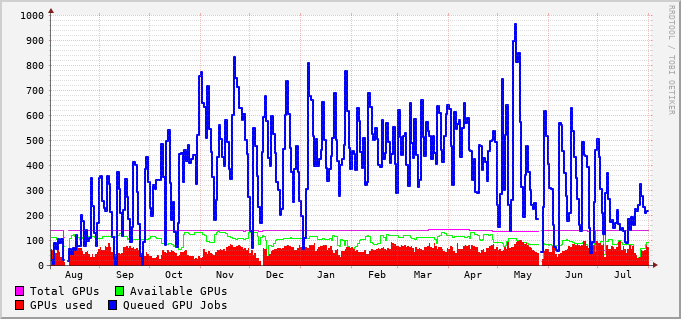 1000
900
800
700
600
500
400
300
200
100
0
Aug Sep Oct Nov Dec Jan Feb Mar Apr May Jun Jul
Total GPUs Available GPUs
GPUs used Queued GPU Jobs
RRDTOOL / TOBI OETIKER